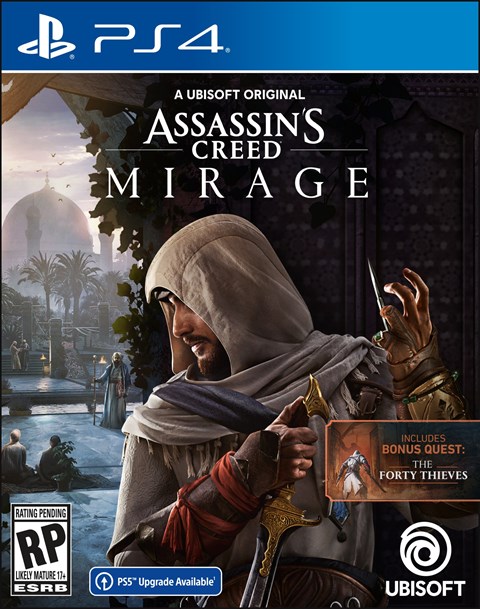 PS4
A UBISOFT ORIGINAL
ASSASSIN'S
CREED
MIRAGE
INCLUDES
BONUS QUEST:
THE
FORTY THIEVES
RATING PENDING
RP
LIKELY MATURE 17+
ESRB
PS5™ Upgrade Available¹
UBISOFT